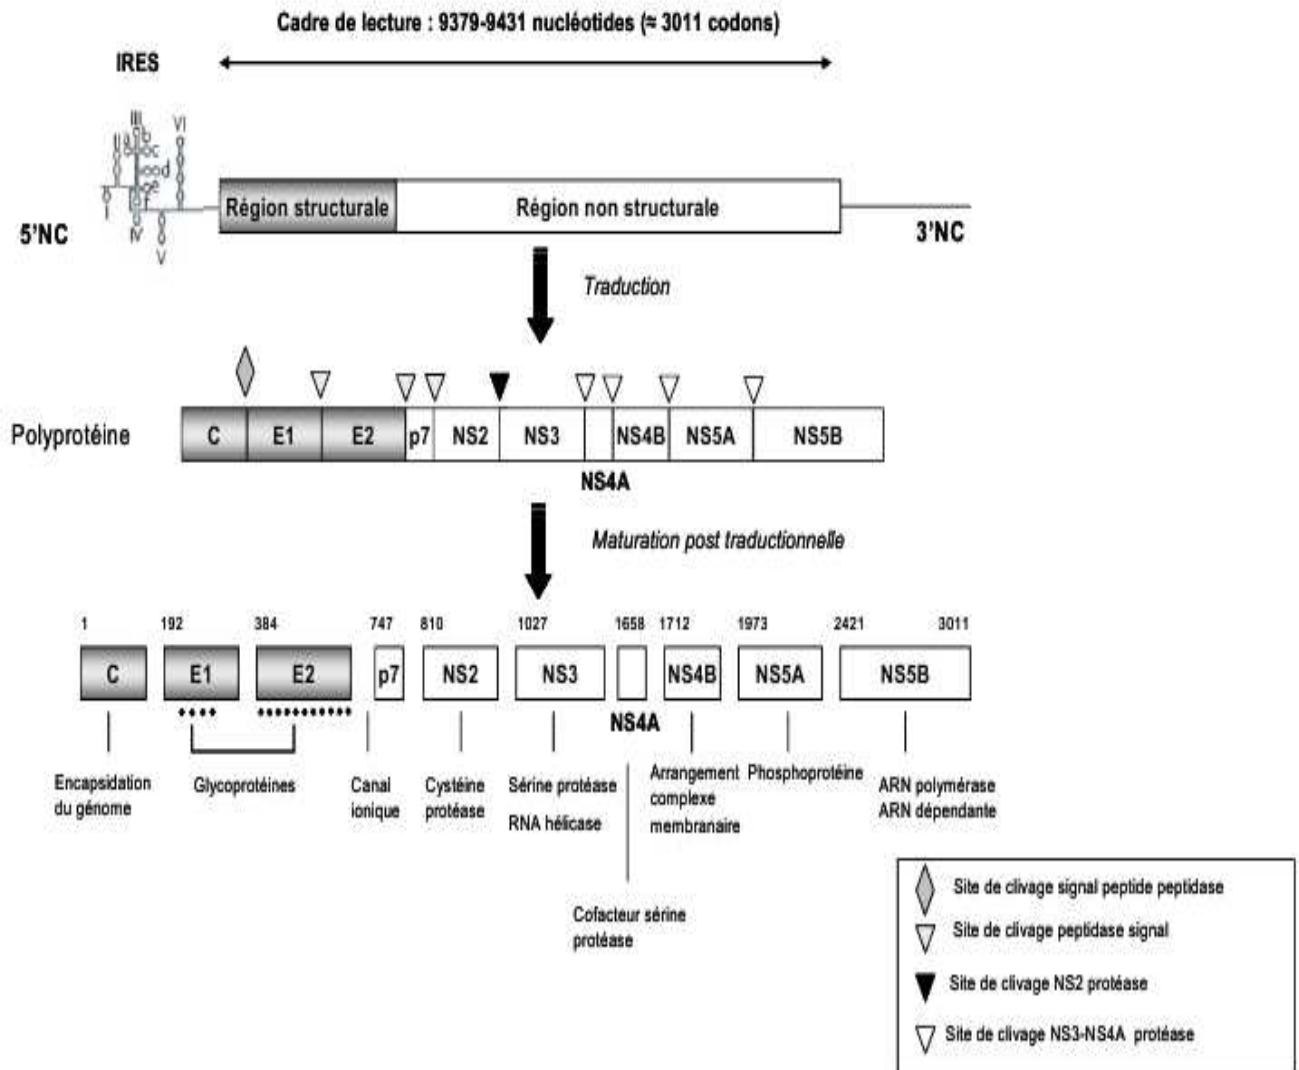 Cadre de lecture : 9379-9431 nucléotides (≈ 3011 codons)
IRES
III
VI
II
a
b
c
d
e
f
I
IV
V
Région structurale
Région non structurale
5'NC
3'NC
Traduction
Polyprotéine
C
E1
E2
p7
NS2
NS3
NS4B
NS5A
NS5B
NS4A
Maturation post traductionnelle
1
192
384
747
810
1027
1658
1712
1973
2421
3011
C
E1
E2
p7
NS2
NS3
NS4B
NS5A
NS5B
NS4A
Encapsidation
du génome
Glycoprotéines
Canal
ionique
Cystéine
protéase
Sérine protéase
RNA hélicase
Arrangement
complexe
membranaire
Phosphoprotéine
ARN polymérase
ARN dépendante
Cofacteur sérine
protéase
Site de clivage signal peptide peptidase
Site de clivage peptidase signal
Site de clivage NS2 protéase
Site de clivage NS3-NS4A protéase